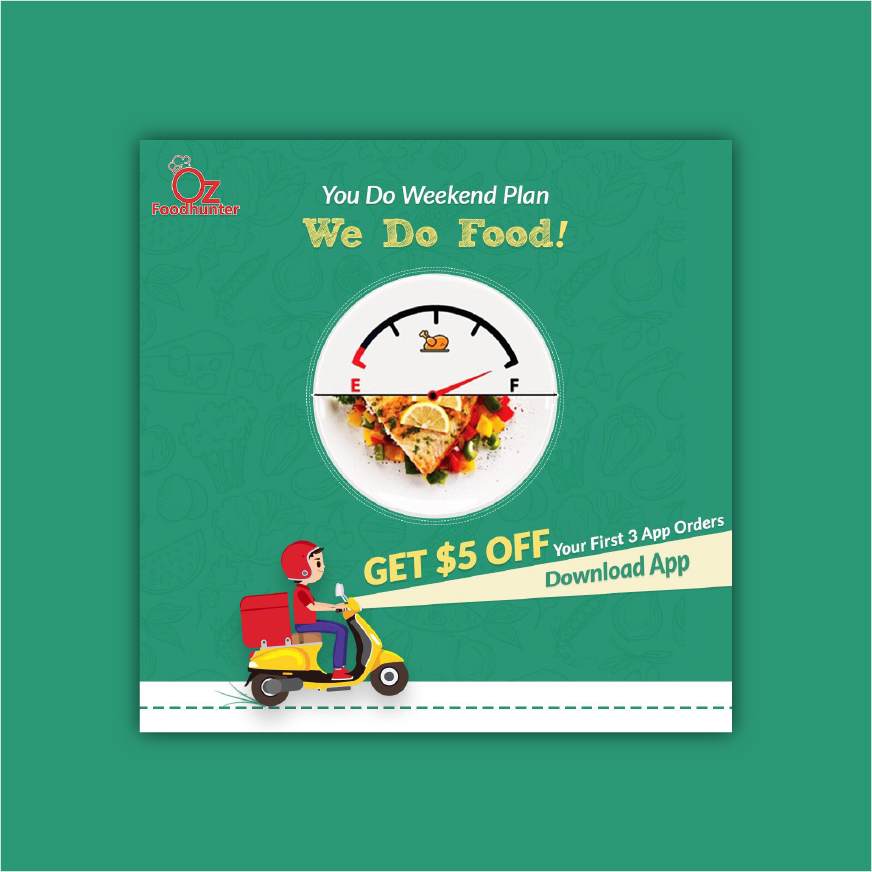 Oz
Foodhunter
You Do Weekend Plan
We Do Food!
E F
GET $5 OFF Your First 3 App Orders
Download App